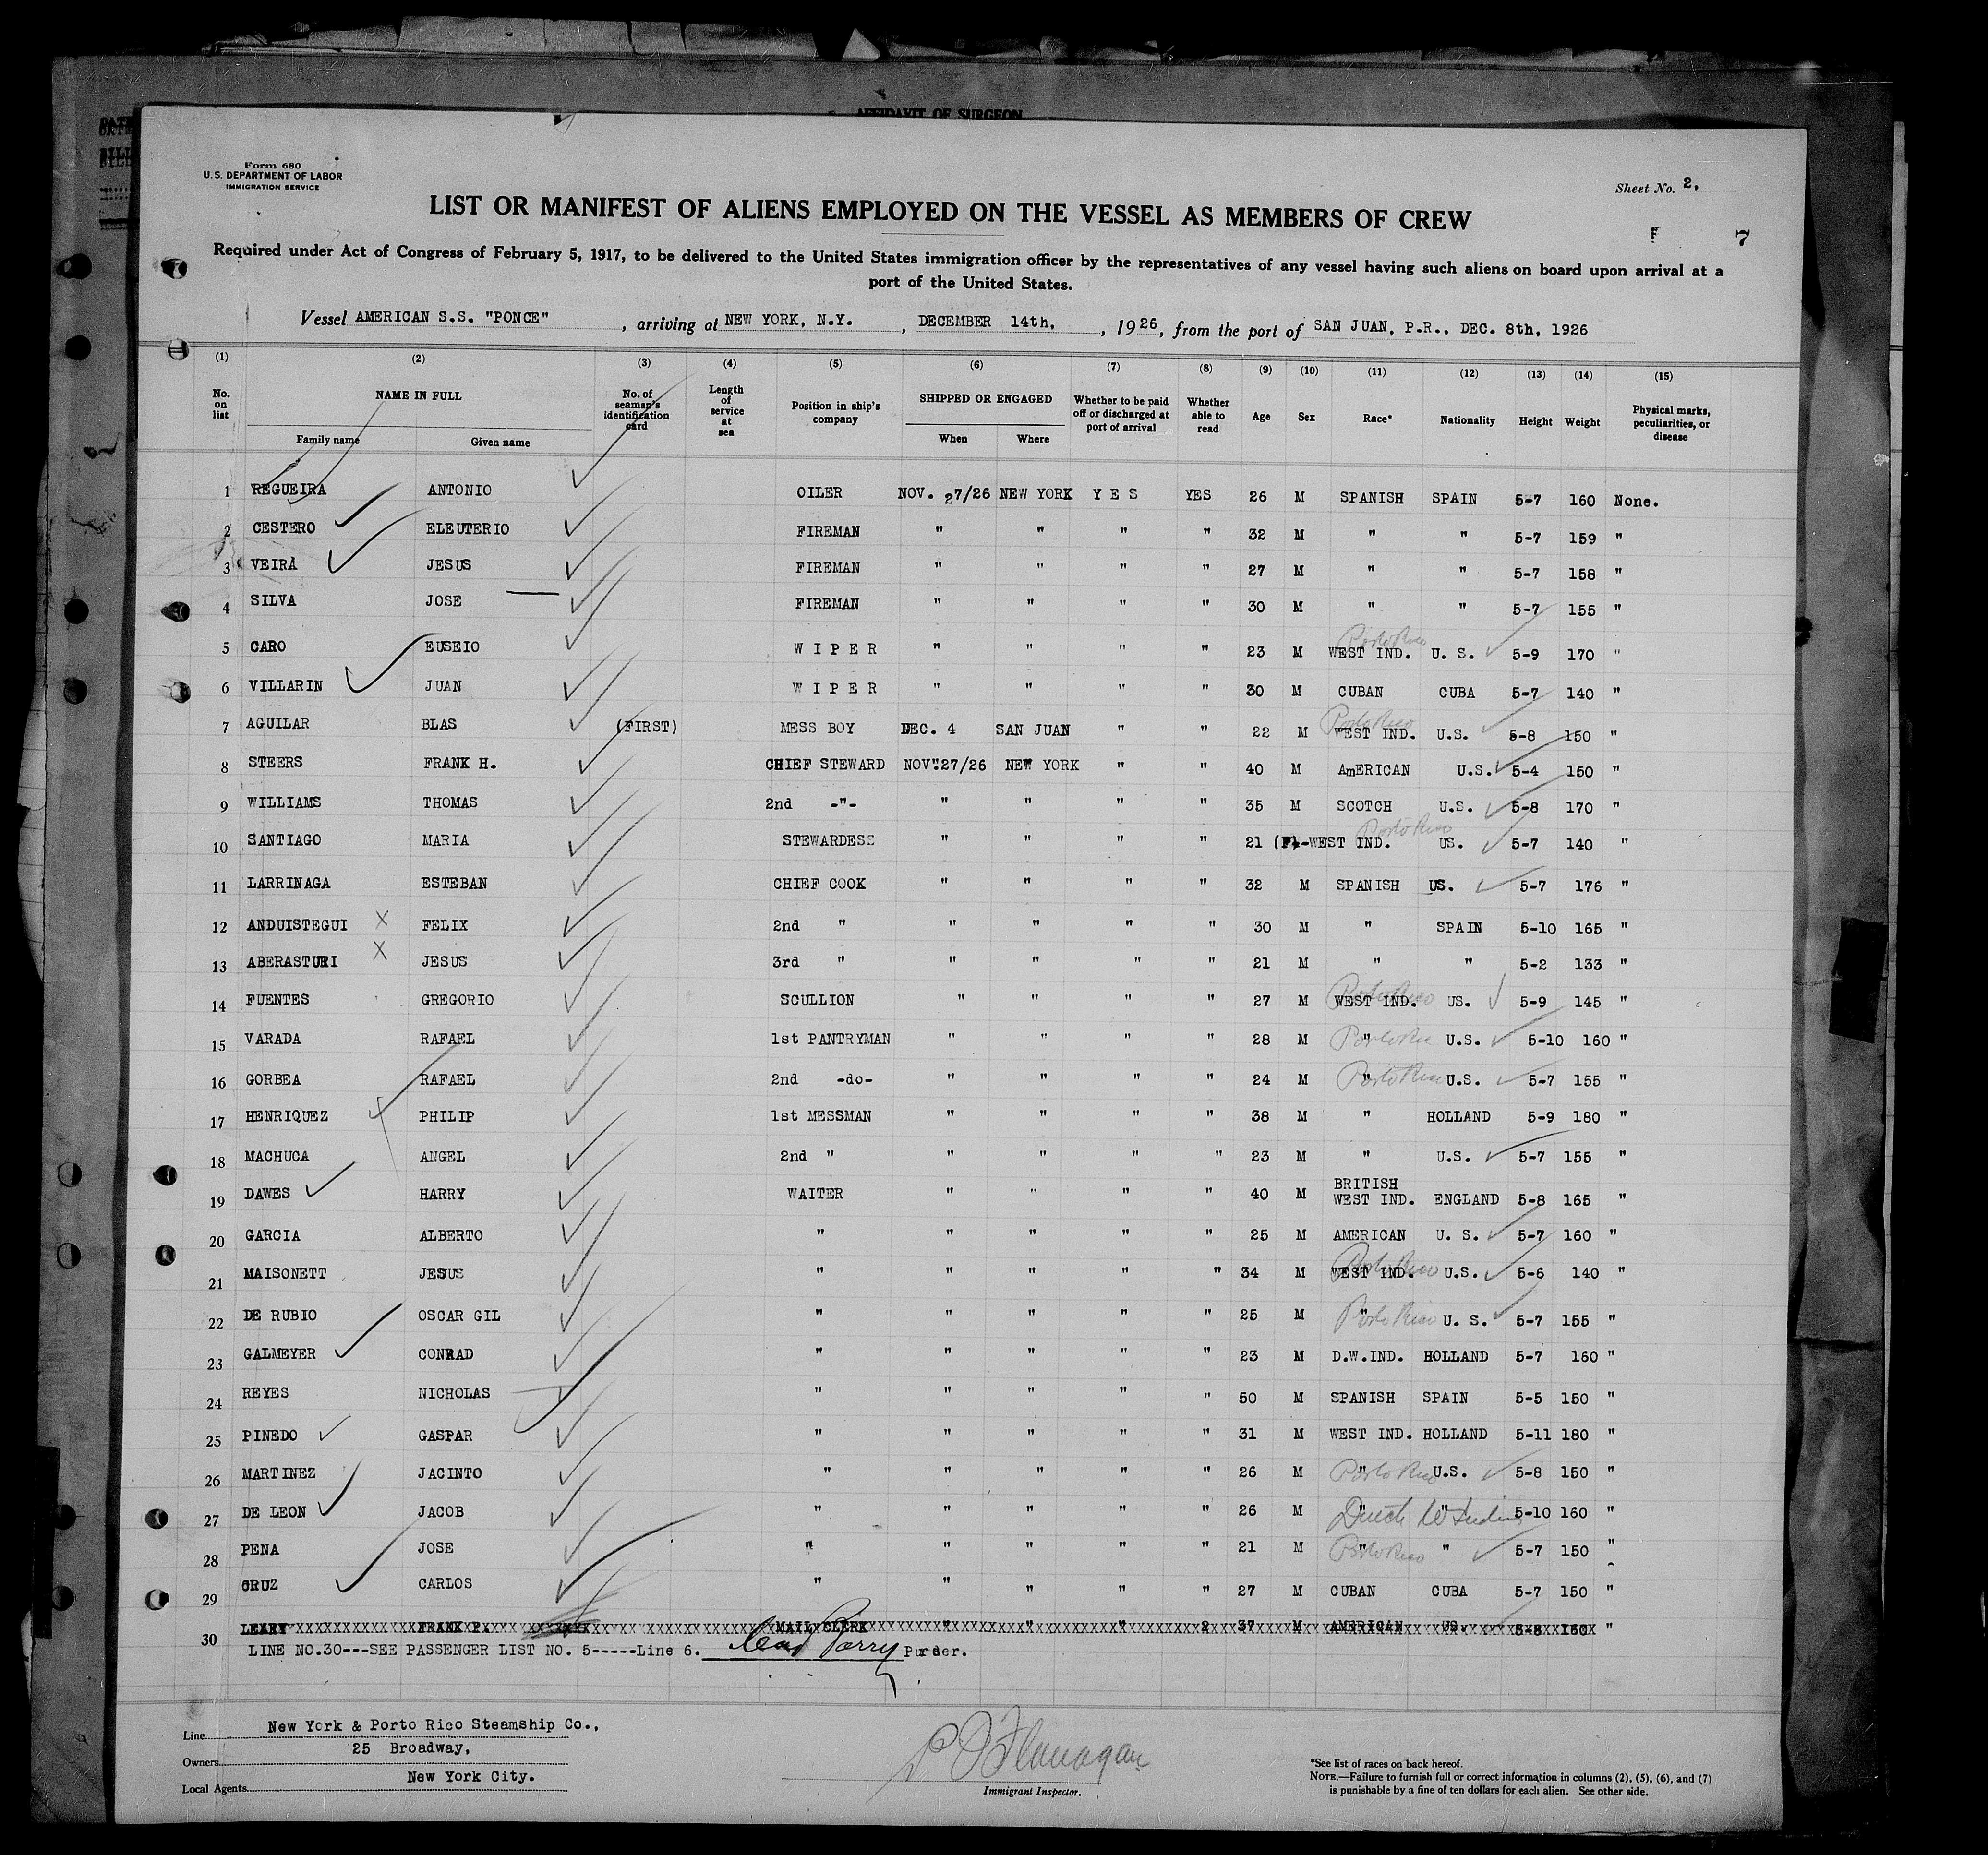 AFFIDAVIT OF SURGEON
Form 680
U. S. DEPARTMENT OF LABOR
IMMIGRATION SERVICE
Sheet No. 2,
LIST OR MANIFEST OF ALIENS EMPLOYED ON THE VESSEL AS MEMBERS OF CREW
F 7
Required under Act of Congress of February 5, 1917, to be delivered to the United States immigration officer by the representatives of any vessel having such aliens on board upon arrival at a
port of the United States.
Vessel AMERICAN S.S. "PONCE" , arriving at NEW YORK, N.Y. , DECEMBER 14th, , 1926, from the port of SAN JUAN, P.R., DEC. 8th, 1926
(1) (2) (3) (4) (5) (6) (7) (8) (9) (10) (11) (12) (13) (14) (15)
No. on list NAME IN FULL No. of seaman's identification card Length of service at sea Position in ship's company SHIPPED OR ENGAGED Whether to be paid off or discharged at port of arrival Whether able to read Age Sex Race* Nationality Height Weight Physical marks, peculiarities, or disease
Family name Given name When Where
1 REGUEIRA ANTONIO OILER NOV. 27/26 NEW YORK Y E S YES 26 M SPANISH SPAIN 5-7 160 None.
2 CESTERO ELEUTERIO FIREMAN " " " " 32 M " " 5-7 159 "
3 VEIRA JESUS FIREMAN " " " " 27 M " " 5-7 158 "
4 SILVA JOSE FIREMAN " " " " 30 M " " 5-7 155 "
5 CARO EUSEIO W I P E R " " " " 23 M Porto Rico WEST IND. U. S. 5-9 170 "
6 VILLARIN JUAN W I P E R " " " " 30 M CUBAN CUBA 5-7 140 "
7 AGUILAR BLAS (FIRST) MESS BOY DEC. 4 SAN JUAN " " 22 M Porto Rico WEST IND. U.S. 5-8 150 "
8 STEERS FRANK H. CHIEF STEWARD NOV. 27/26 NEW YORK " " 40 M AmERICAN U.S. 5-4 150 "
9 WILLIAMS THOMAS 2nd -"- " " " " 35 M SCOTCH U.S. 5-8 170 "
10 SANTIAGO MARIA STEWARDESS " " " " 21 (F)-WEST IND. Porto Rico US. 5-7 140 "
11 LARRINAGA ESTEBAN CHIEF COOK " " " " 32 M SPANISH US. 5-7 176 "
12 ANDUISTEGUI X FELIX 2nd " " " " " 30 M " SPAIN 5-10 165 "
13 ABERASTURI X JESUS 3rd " " " " " 21 M " " 5-2 133 "
14 FUENTES GREGORIO SCULLION " " " " 27 M Porto Rico WEST IND. US. 5-9 145 "
15 VARADA RAFAEL 1st PANTRYMAN " " " " 28 M " Porto Rico U.S. 5-10 160 "
16 GORBEA RAFAEL 2nd -do- " " " " 24 M " Porto Rico U.S. 5-7 155 "
17 HENRIQUEZ PHILIP 1st MESSMAN " " " " 38 M " HOLLAND 5-9 180 "
18 MACHUCA ANGEL 2nd " " " " " 23 M " U.S. 5-7 155 "
19 DAWES HARRY WAITER " " " " 40 M BRITISH WEST IND. ENGLAND 5-8 165 "
20 GARCIA ALBERTO " " " " " 25 M AMERICAN U. S. 5-7 160 "
21 MAISONETT JESUS " " " " " 34 M Porto Rico WEST IND. U.S. 5-6 140 "
22 DE RUBIO OSCAR GIL " " " " " 25 M " Porto Rico U. S. 5-7 155 "
23 GALMEYER CONRAD " " " " " 23 M D.W.IND. HOLLAND 5-7 160 "
24 REYES NICHOLAS " " " " " 50 M SPANISH SPAIN 5-5 150 "
25 PINEDO GASPAR " " " " " 31 M WEST IND. HOLLAND 5-11 180 "
26 MARTINEZ JACINTO " " " " " 26 M " Porto Rico U.S. 5-8 150 "
27 DE LEON JACOB " " " " " 26 M " Dutch W Indies " 5-10 160 "
28 PENA JOSE " " " " " 21 M " Porto Rico " 5-7 150 "
29 CRUZ CARLOS " " " " " 27 M CUBAN CUBA 5-7 150 "
30 LEARY FRANK P. MAIL CLERK " " " 2 37 M AMERICAN US. 5-8 150 "
LINE NO.30---SEE PASSENGER LIST NO. 5-----Line 6. Parry Purser.
Line New York & Porto Rico Steamship Co.,
Owners 25 Broadway,
Local Agents New York City.
Flanagan
Immigrant Inspector.
*See list of races on back hereof.
NOTE.—Failure to furnish full or correct information in columns (2), (5), (6), and (7)
is punishable by a fine of ten dollars for each alien. See other side.